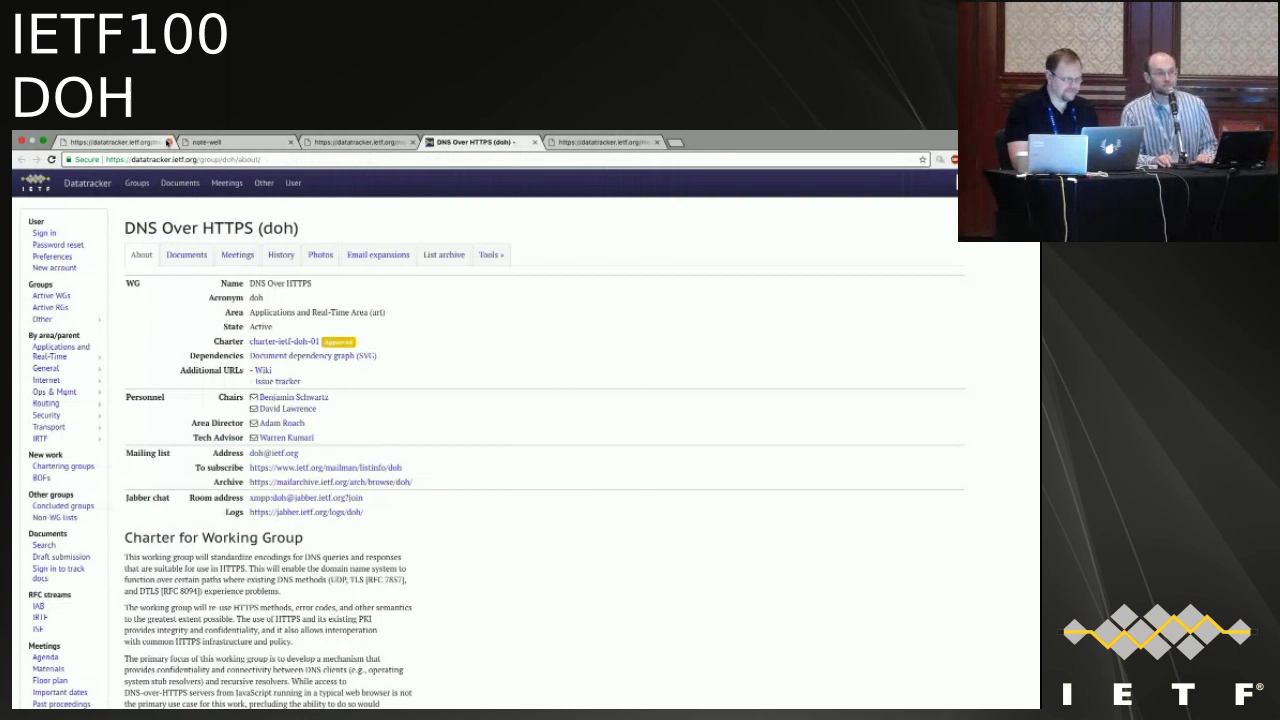 IETF100
DOH
https://datatracker.ietf.org/m
note-well
https://datatracker.ietf.org/m
DNS Over HTTPS (doh) -
https://datatracker.ietf.org/m
Secure https://datatracker.ietf.org/group/doh/about/
IETF Datatracker Groups Documents Meetings Other User
User
Sign in
Password reset
Preferences
New account
Groups
Active WGs
Active RGs
Other
By area/parent
Applications and
Real-Time
General
Internet
Ops & Mgmt
Routing
Security
Transport
IRTF
New work
Chartering groups
BOFs
Other groups
Concluded groups
Non-WG lists
Documents
Search
Draft submission
Sign in to track
docs
RFC streams
IAB
IRTF
ISE
Meetings
Agenda
Materials
Floor plan
Important dates
Past proceedings
DNS Over HTTPS (doh)
About Documents Meetings History Photos Email expansions List archive Tools »
WG Name DNS Over HTTPS
Acronym doh
Area Applications and Real-Time Area (art)
State Active
Charter charter-ietf-doh-01 Approved
Dependencies Document dependency graph (SVG)
Additional URLs - Wiki
- Issue tracker
Personnel Chairs Benjamin Schwartz
David Lawrence
Area Director Adam Roach
Tech Advisor Warren Kumari
Mailing list Address doh@ietf.org
To subscribe https://www.ietf.org/mailman/listinfo/doh
Archive https://mailarchive.ietf.org/arch/browse/doh/
Jabber chat Room address xmpp:doh@jabber.ietf.org?join
Logs https://jabber.ietf.org/logs/doh/
Charter for Working Group
This working group will standardize encodings for DNS queries and responses
that are suitable for use in HTTPS. This will enable the domain name system to
function over certain paths where existing DNS methods (UDP, TLS [RFC 7857],
and DTLS [RFC 8094]) experience problems.
The working group will re-use HTTPS methods, error codes, and other semantics
to the greatest extent possible. The use of HTTPS and its existing PKI
provides integrity and confidentiality, and it also allows interoperation
with common HTTPS infrastructure and policy.
The primary focus of this working group is to develop a mechanism that
provides confidentiality and connectivity between DNS clients (e.g., operating
system stub resolvers) and recursive resolvers. While access to
DNS-over-HTTPS servers from JavaScript running in a typical web browser is not
the primary use case for this work, precluding the ability to do so would
I E T F®